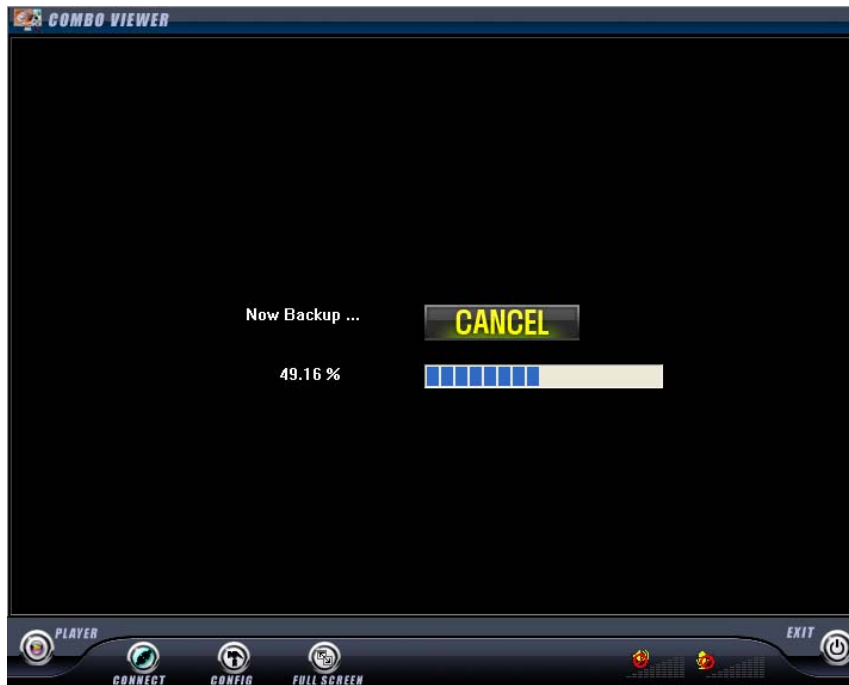 COMBO VIEWER
Now Backup ...
CANCEL
49.16 %
PLAYER
EXIT
CONNECT
CONFIG
FULL SCREEN